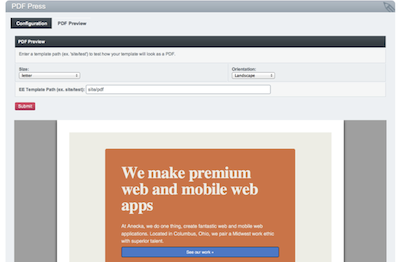 PDF Press
Configuration PDF Preview
PDF Preview
Enter a template path (ex. 'site/test') to test how your template will look as a PDF.
Size: Orientation:
letter Landscape
EE Template Path (ex. site/test): site/pdf
Submit
We make premium
web and mobile web
apps
At Anecka, we do one thing, create fantastic web and mobile web
applications. Located in Columbus, Ohio, we pair a Midwest work ethic
with superior talent.
See our work »